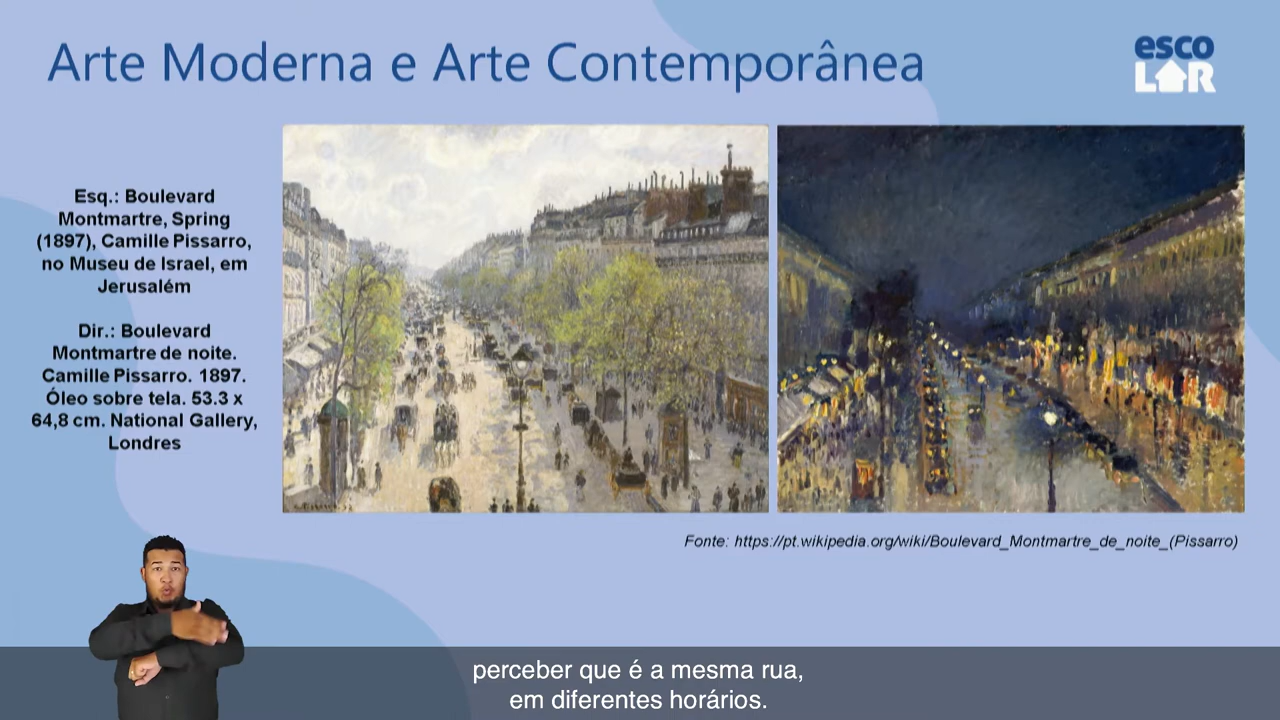 Arte Moderna e Arte Contemporânea
esco
LAR
Esq.: Boulevard
Montmartre, Spring
(1897), Camille Pissarro,
no Museu de Israel, em
Jerusalém
Dir.: Boulevard
Montmartre de noite.
Camille Pissarro. 1897.
Óleo sobre tela. 53.3 x
64,8 cm. National Gallery,
Londres
Fonte: https://pt.wikipedia.org/wiki/Boulevard_Montmartre_de_noite_(Pissarro)
perceber que é a mesma rua,
em diferentes horários.